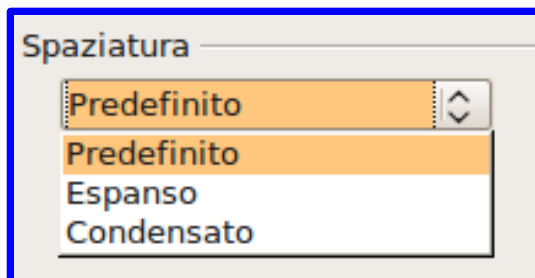 Spaziatura
Predefinito
Predefinito
Espanso
Condensato